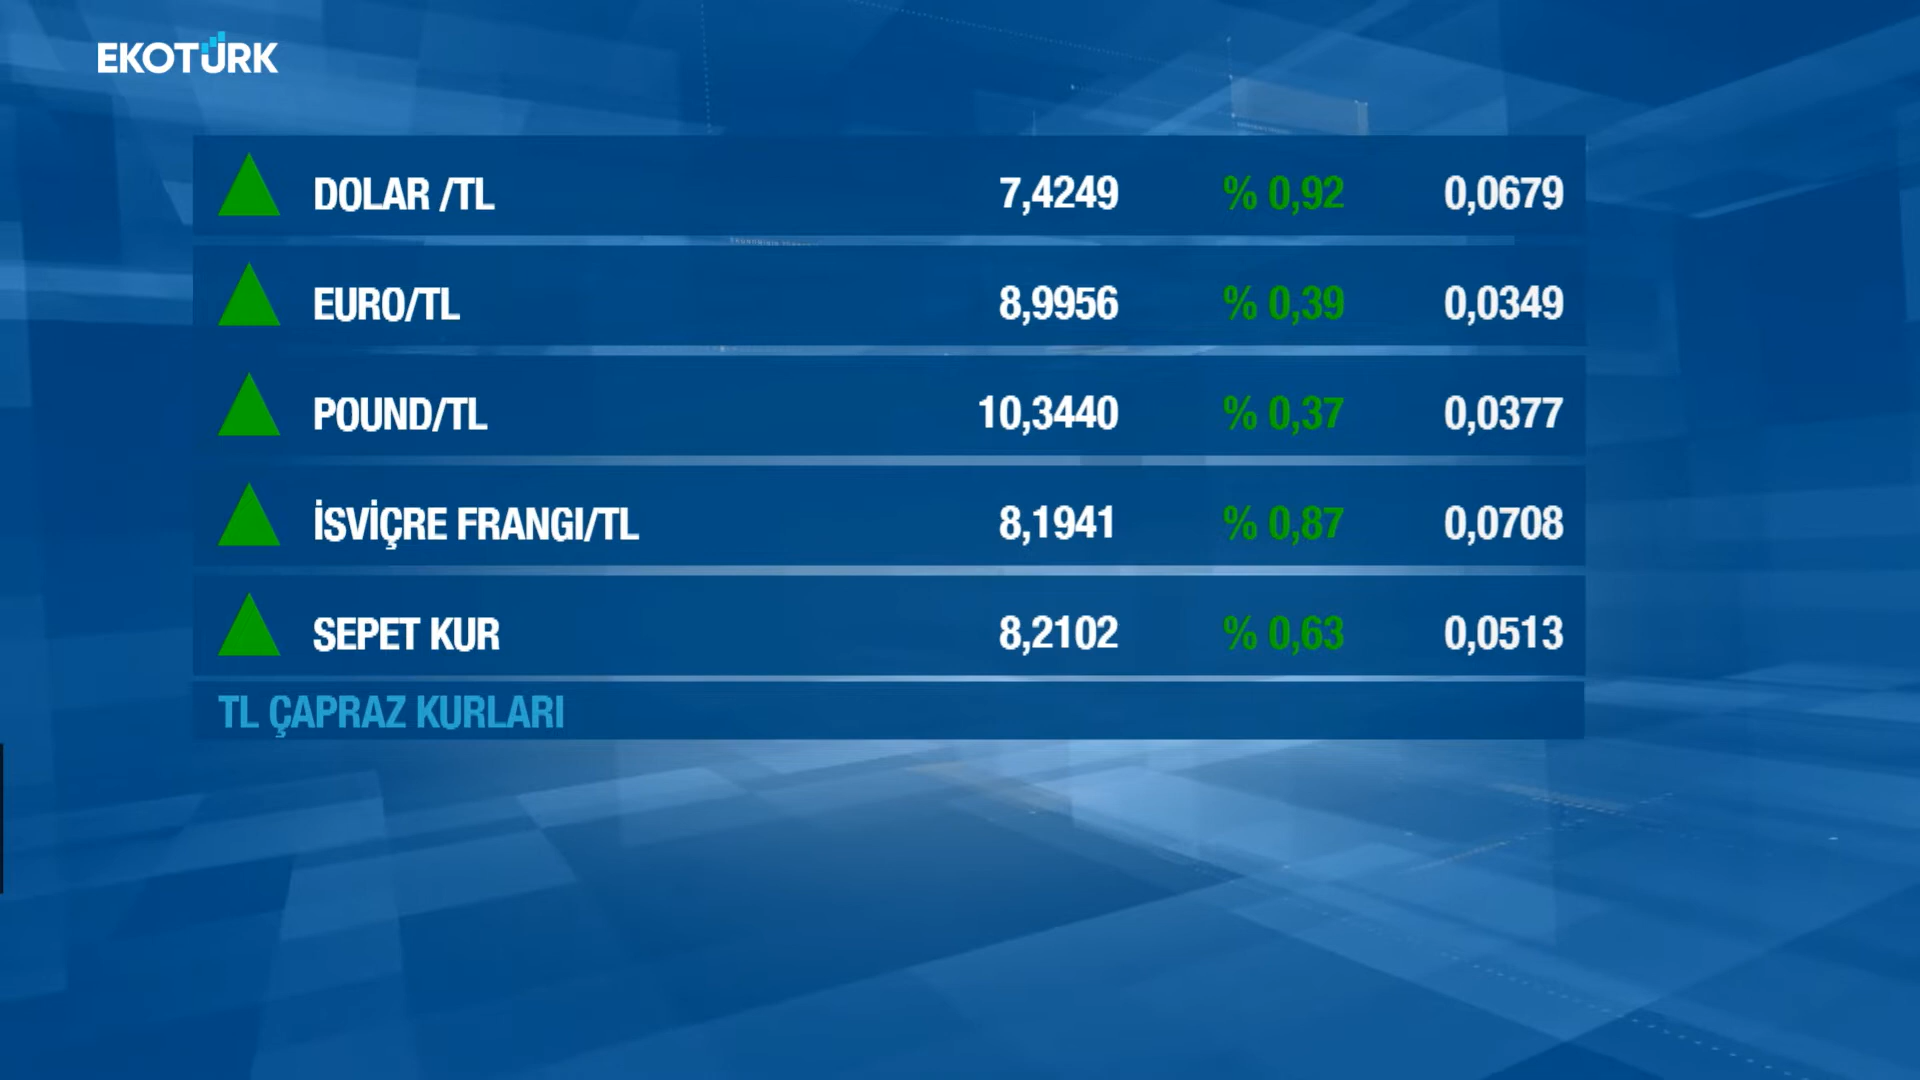 EKOTÜRK
DOLAR /TL 7,4249 % 0,92 0,0679
EURO/TL 8,9956 % 0,39 0,0349
POUND/TL 10,3440 % 0,37 0,0377
İSVİÇRE FRANGI/TL 8,1941 % 0,87 0,0708
SEPET KUR 8,2102 % 0,63 0,0513
TL ÇAPRAZ KURLARI